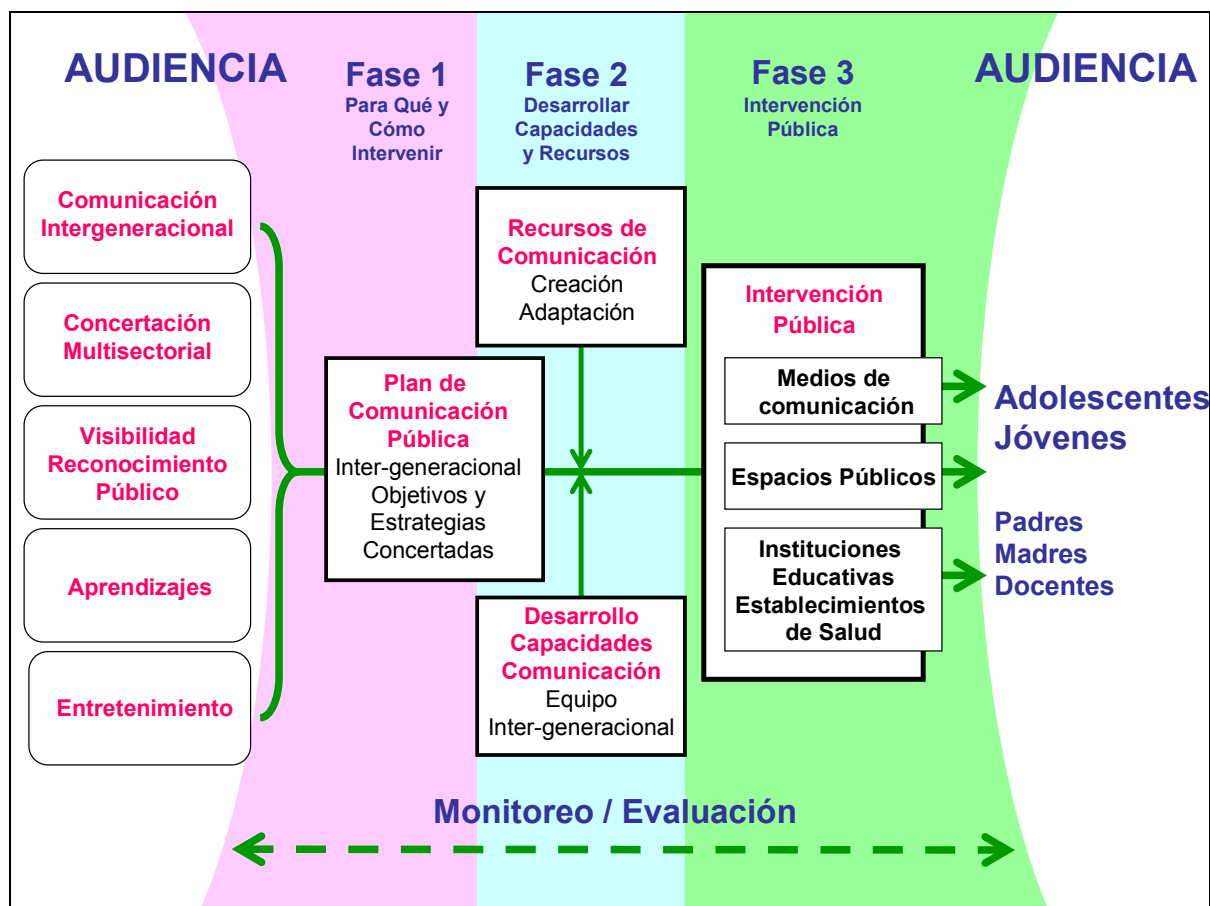 AUDIENCIA
Fase 1
Para Qué y
Cómo
Intervenir
Fase 2
Desarrollar
Capacidades
y Recursos
Fase 3
Intervención
Pública
AUDIENCIA
Comunicación
Intergeneracional
Concertación
Multisectorial
Visibilidad
Reconocimiento
Público
Aprendizajes
Entretenimiento
Plan de
Comunicación
Pública
Inter-generacional
Objetivos y
Estrategias
Concertadas
Recursos de
Comunicación
Creación
Adaptación
Desarrollo
Capacidades
Comunicación
Equipo
Inter-generacional
Intervención
Pública
Medios de
comunicación
Espacios Públicos
Instituciones
Educativas
Establecimientos
de Salud
Adolescentes
Jóvenes
Padres
Madres
Docentes
Monitoreo / Evaluación